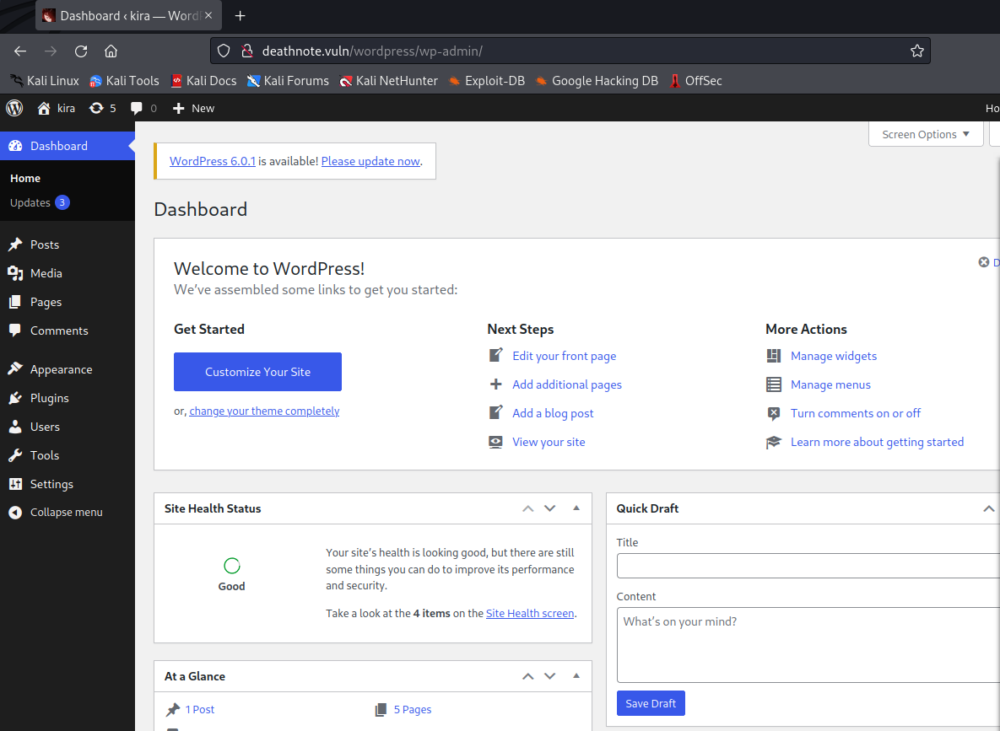 Dashboard ‹ kira — Word
deathnote.vuln/wordpress/wp-admin/
Kali Linux Kali Tools Kali Docs Kali Forums Kali NetHunter Exploit-DB Google Hacking DB OffSec
kira 5 0 New Ho
Screen Options
Dashboard
Home
Updates 3
Posts
Media
Pages
Comments
Appearance
Plugins
Users
Tools
Settings
Collapse menu
WordPress 6.0.1 is available! Please update now.
Dashboard
Welcome to WordPress!
We’ve assembled some links to get you started:
D
Get Started
Customize Your Site
or, change your theme completely
Next Steps
Edit your front page
Add additional pages
Add a blog post
View your site
More Actions
Manage widgets
Manage menus
Turn comments on or off
Learn more about getting started
Site Health Status
Good
Your site’s health is looking good, but there are still
some things you can do to improve its performance
and security.
Take a look at the 4 items on the Site Health screen.
At a Glance
1 Post
5 Pages
Quick Draft
Title
Content
What’s on your mind?
Save Draft